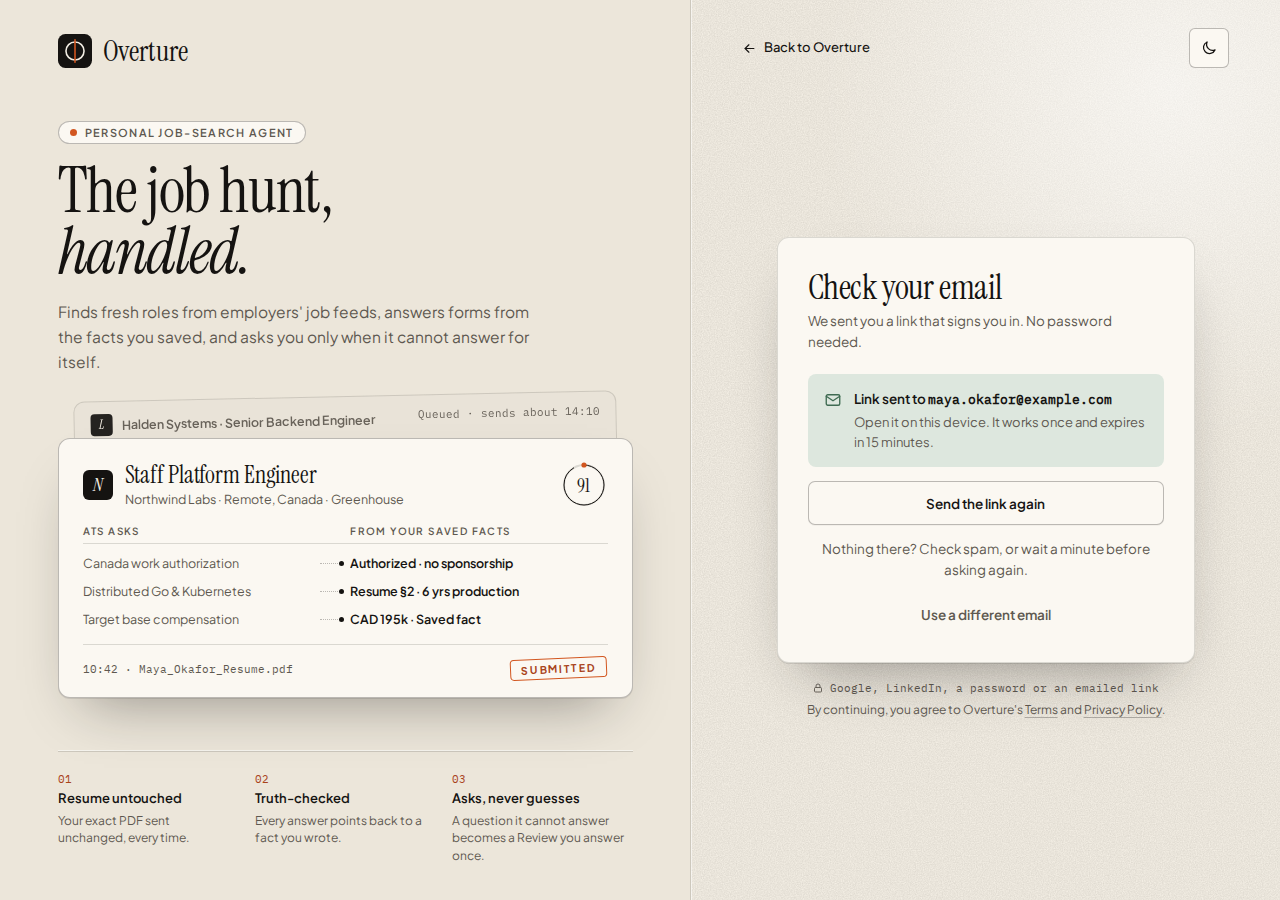 Overture
PERSONAL JOB-SEARCH AGENT
The job hunt,
handled.
Finds fresh roles from employers' job feeds, answers forms from
the facts you saved, and asks you only when it cannot answer for
itself.
L
Halden Systems · Senior Backend Engineer
Queued · sends about 14:10
N
Staff Platform Engineer
Northwind Labs · Remote, Canada · Greenhouse
91
ATS ASKS
FROM YOUR SAVED FACTS
Canada work authorization
Authorized · no sponsorship
Distributed Go & Kubernetes
Resume §2 · 6 yrs production
Target base compensation
CAD 195k · Saved fact
10:42 · Maya_Okafor_Resume.pdf
SUBMITTED
01
Resume untouched
Your exact PDF sent
unchanged, every time.
02
Truth-checked
Every answer points back to a
fact you wrote.
03
Asks, never guesses
A question it cannot answer
becomes a Review you answer
once.
← Back to Overture
Check your email
We sent you a link that signs you in. No password
needed.
Link sent to maya.okafor@example.com
Open it on this device. It works once and expires
in 15 minutes.
Send the link again
Nothing there? Check spam, or wait a minute before
asking again.
Use a different email
Google, LinkedIn, a password or an emailed link
By continuing, you agree to Overture's Terms and Privacy Policy.